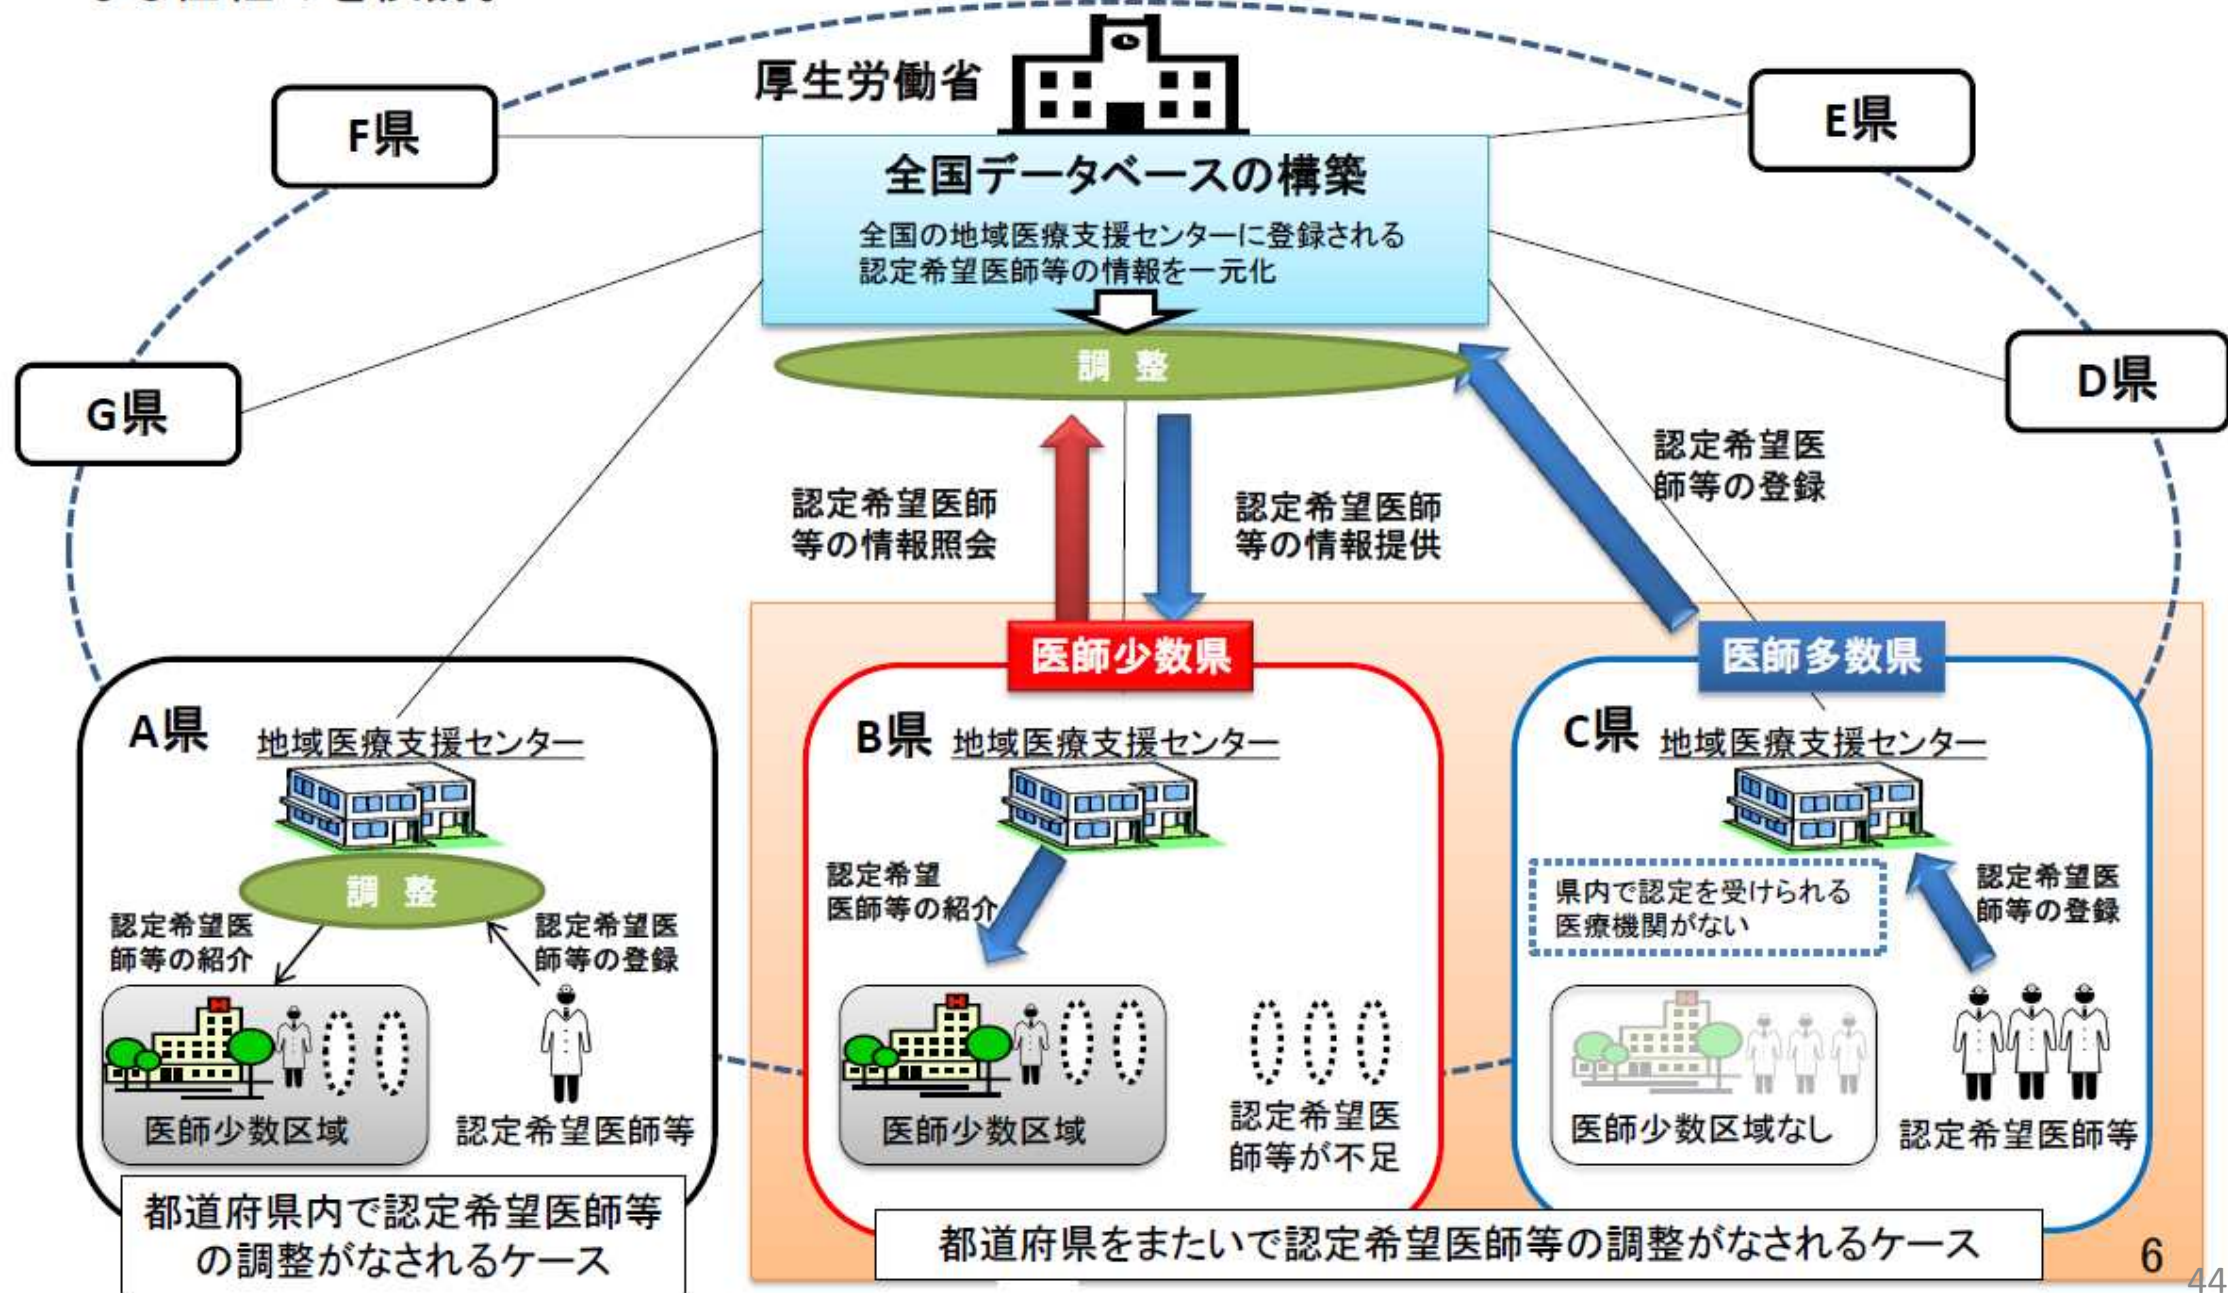 厚生労働省
F県
E県
全国データベースの構築
全国の地域医療支援センターに登録される
認定希望医師等の情報を一元化
調 整
G県
D県
認定希望医
師等の登録
認定希望医師
等の情報照会
認定希望医師
等の情報提供
医師少数県
医師多数県
A県
地域医療支援センター
調 整
認定希望医
師等の紹介
認定希望医
師等の登録
医師少数区域
認定希望医師等
都道府県内で認定希望医師等
の調整がなされるケース
B県
地域医療支援センター
認定希望
医師等の紹介
医師少数区域
認定希望医
師等が不足
C県
地域医療支援センター
県内で認定を受けられる
医療機関がない
認定希望医
師等の登録
医師少数区域なし
認定希望医師等
都道府県をまたいで認定希望医師等の調整がなされるケース
6
44